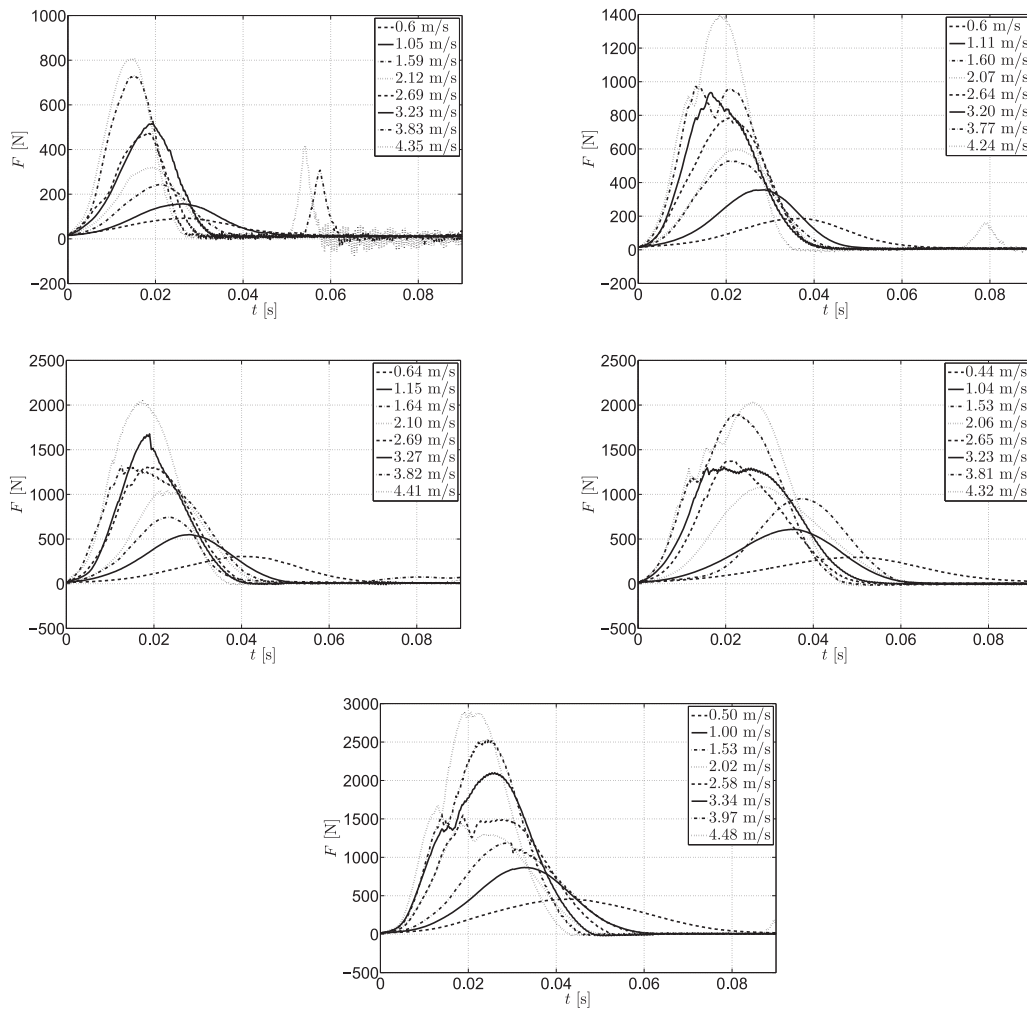 1000
800
600
400
200
0
−200
F [N]
0 0.02 0.04 0.06 0.08
t [s]
0.6 m/s
1.05 m/s
1.59 m/s
2.12 m/s
2.69 m/s
3.23 m/s
3.83 m/s
4.35 m/s
1400
1200
1000
800
600
400
200
0
−200
F [N]
0 0.02 0.04 0.06 0.08
t [s]
0.6 m/s
1.11 m/s
1.60 m/s
2.07 m/s
2.64 m/s
3.20 m/s
3.77 m/s
4.24 m/s
2500
2000
1500
1000
500
0
−500
F [N]
0 0.02 0.04 0.06 0.08
t [s]
0.64 m/s
1.15 m/s
1.64 m/s
2.10 m/s
2.69 m/s
3.27 m/s
3.82 m/s
4.41 m/s
2500
2000
1500
1000
500
0
−500
F [N]
0 0.02 0.04 0.06 0.08
t [s]
0.44 m/s
1.04 m/s
1.53 m/s
2.06 m/s
2.65 m/s
3.23 m/s
3.81 m/s
4.32 m/s
3000
2500
2000
1500
1000
500
0
−500
F [N]
0 0.02 0.04 0.06 0.08
t [s]
0.50 m/s
1.00 m/s
1.53 m/s
2.02 m/s
2.58 m/s
3.34 m/s
3.97 m/s
4.48 m/s